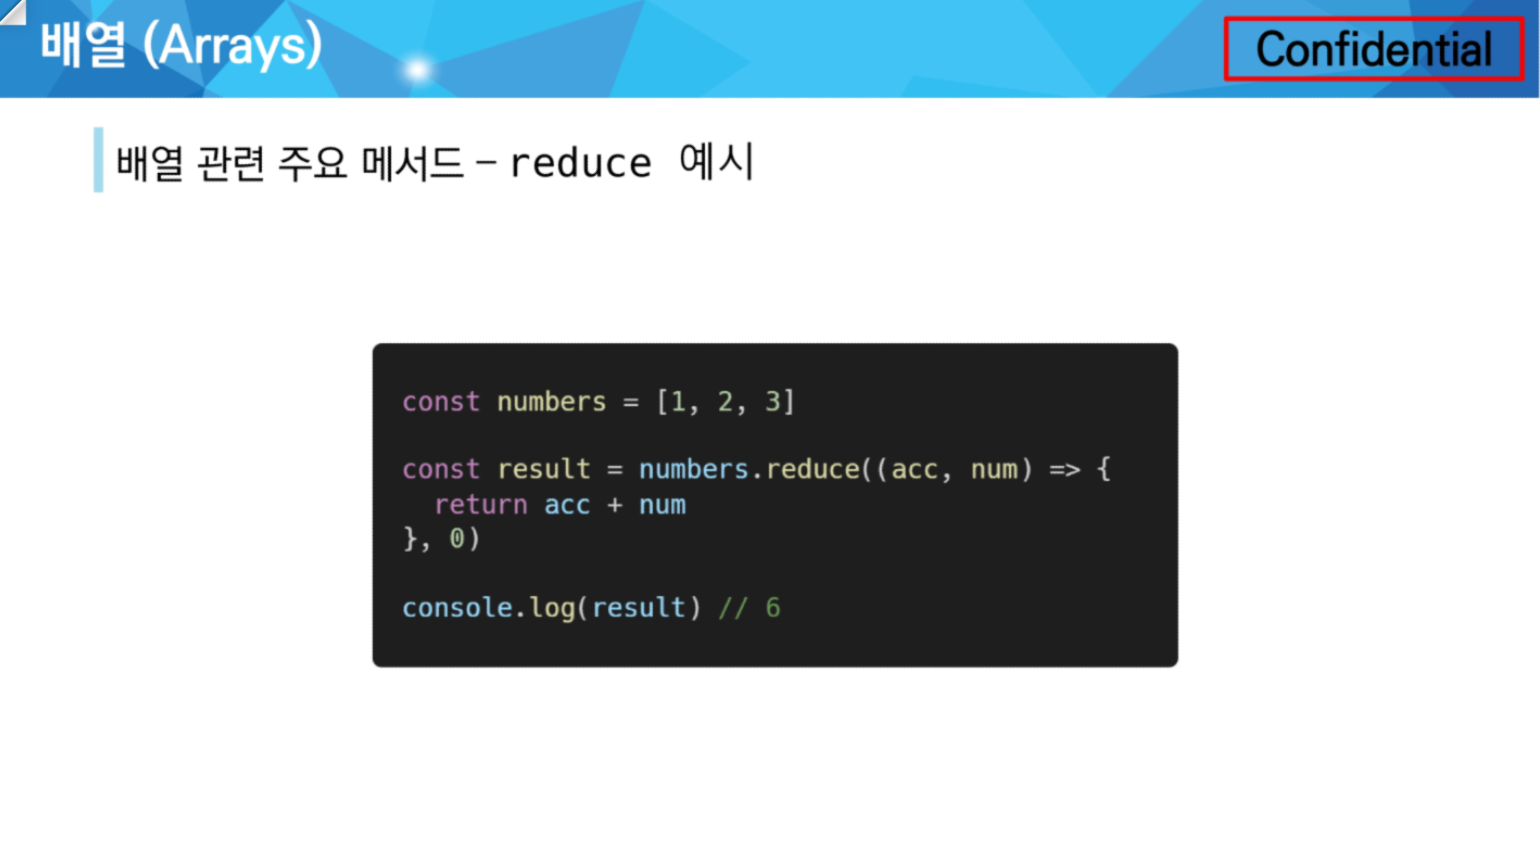 배열 (Arrays)
Confidential
배열 관련 주요 메서드 – reduce 예시
const numbers = [1, 2, 3]
const result = numbers.reduce((acc, num) => {
  return acc + num
}, 0)
console.log(result) // 6